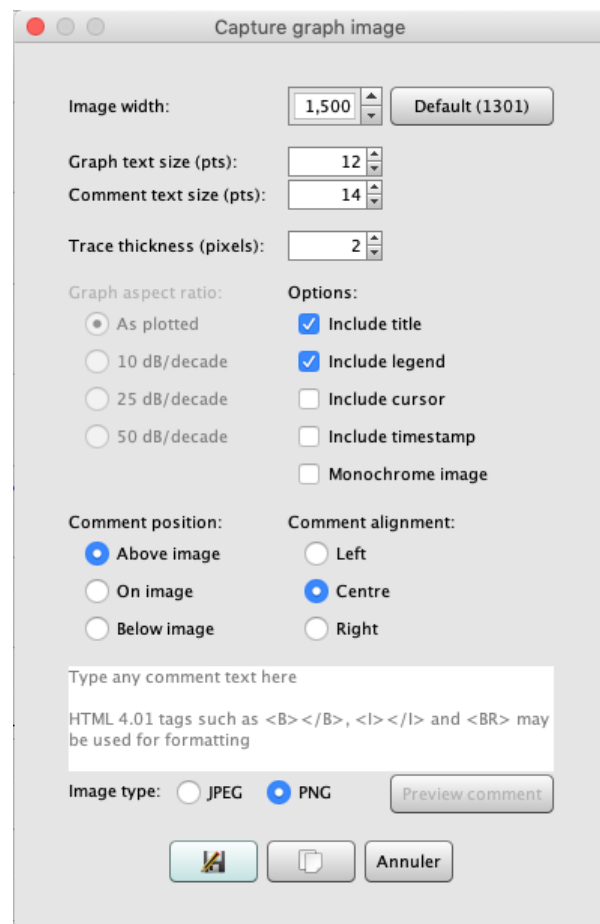 Capture graph image
Image width: 1,500 Default (1301)
Graph text size (pts): 12
Comment text size (pts): 14
Trace thickness (pixels): 2
Graph aspect ratio: Options:
As plotted Include title
10 dB/decade Include legend
25 dB/decade Include cursor
50 dB/decade Include timestamp
Monochrome image
Comment position: Comment alignment:
Above image Left
On image Centre
Below image Right
Type any comment text here
HTML 4.01 tags such as <B></B>, <I></I> and <BR> may
be used for formatting
Image type: JPEG PNG Preview comment
Annuler